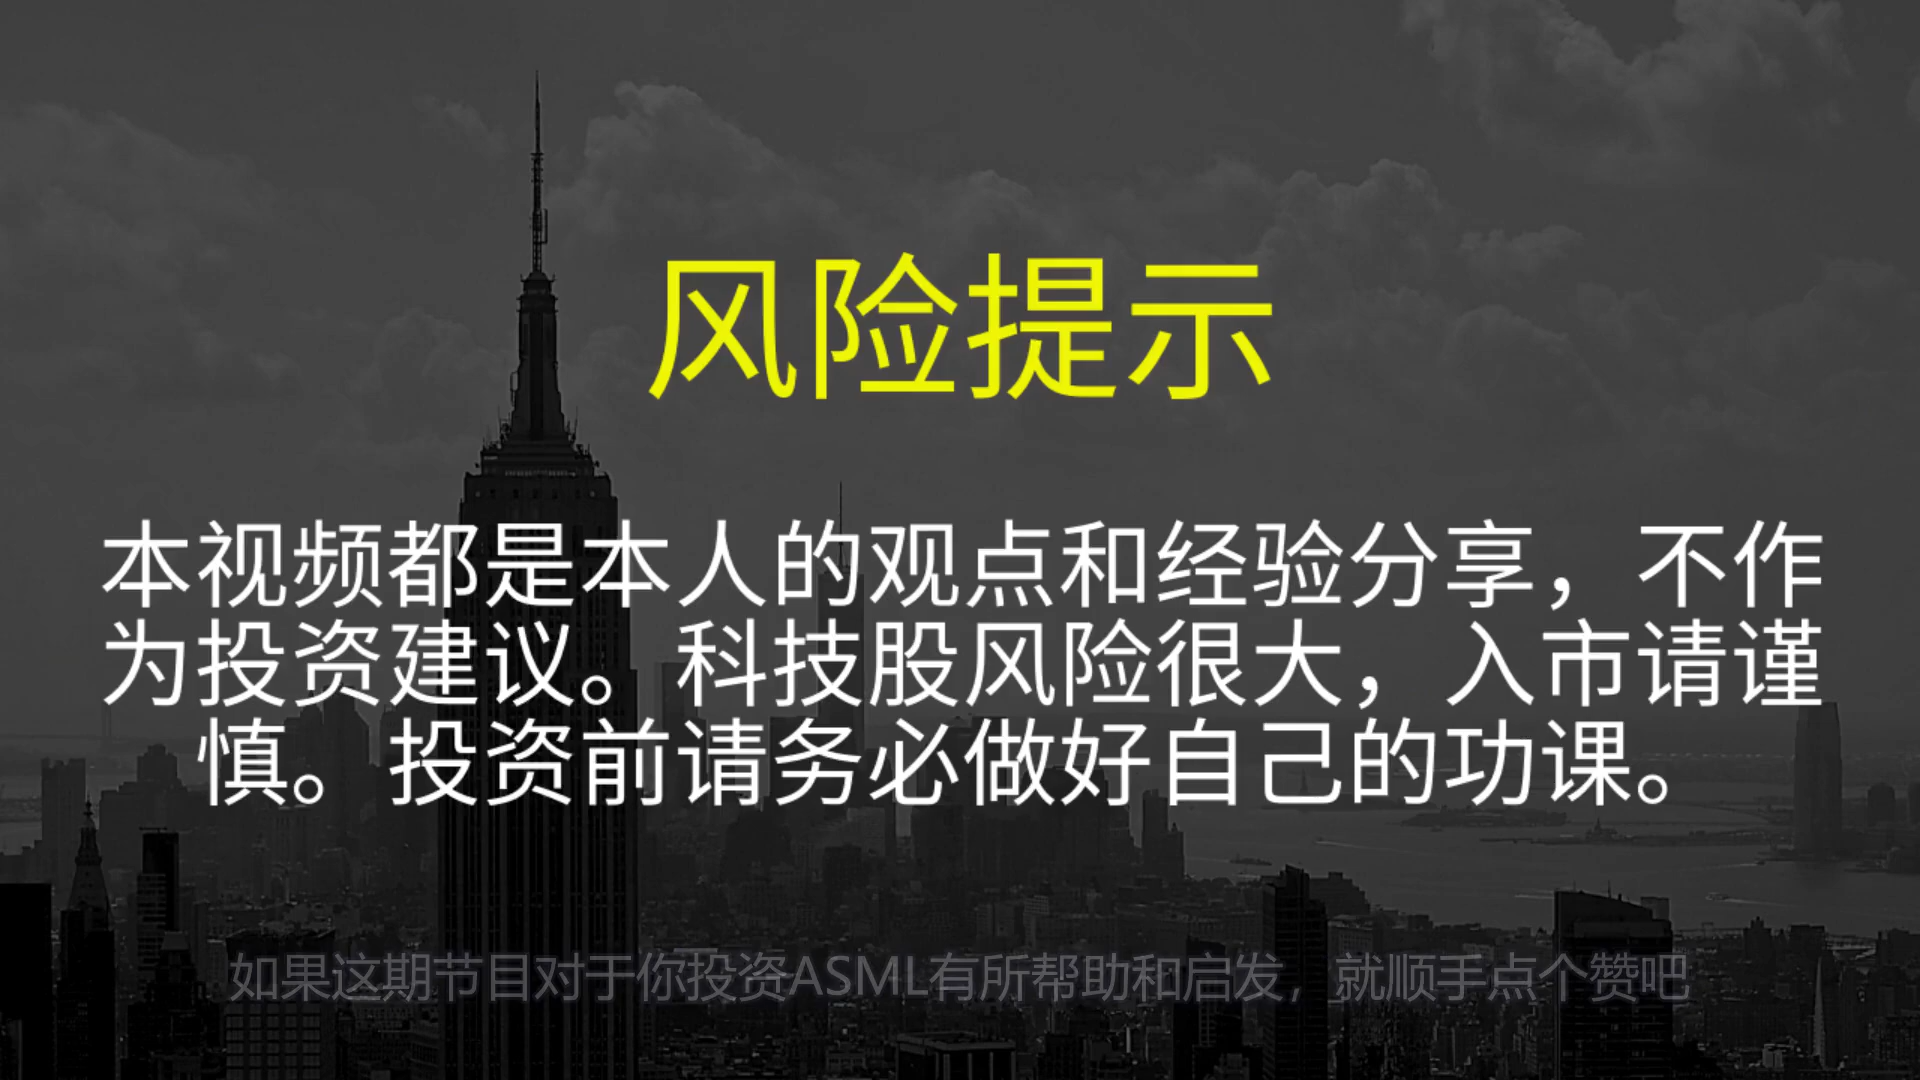 风险提示
本视频都是本人的观点和经验分享，不作
为投资建议。科技股风险很大，入市请谨
慎。投资前请务必做好自己的功课。
如果这期节目对于你投资ASML有所帮助和启发，就顺手点个赞吧